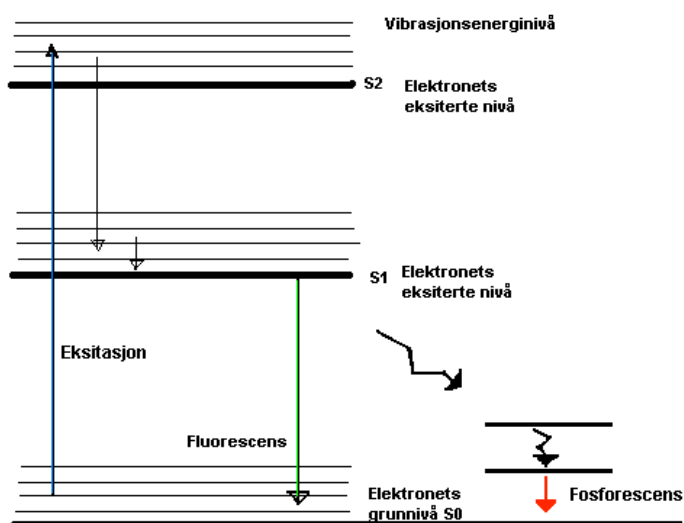 Vibrasjonsenerginivå
S2 Elektronets
eksiterte nivå
S1 Elektronets
eksiterte nivå
Eksitasjon
Fluorescens
Elektronets
grunnivå S0
Fosforescens